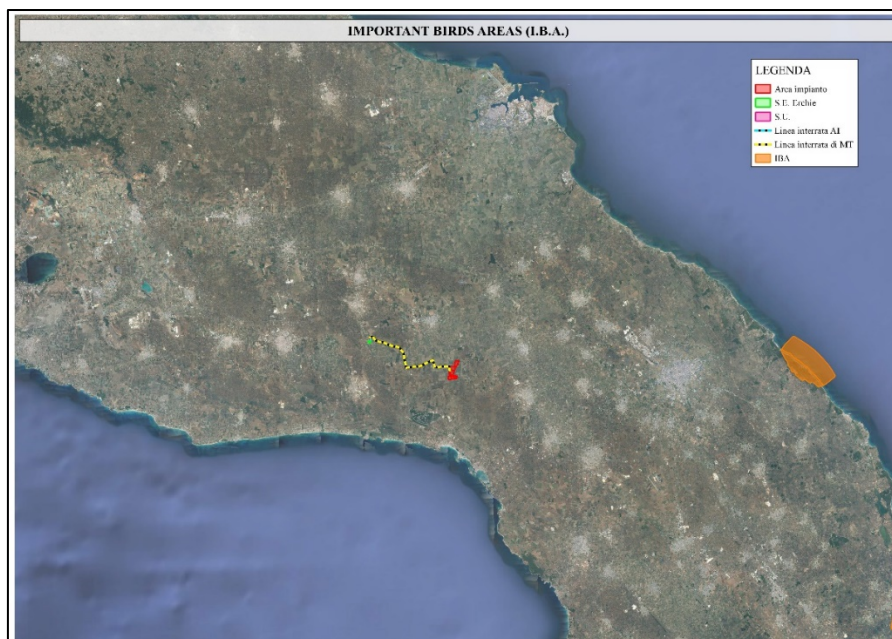 IMPORTANT BIRDS AREAS (I.B.A.)
LEGENDA
Area impianto
S.E. Erchie
S.U.
Linea interrata AT
Linea interrata di MT
IBA